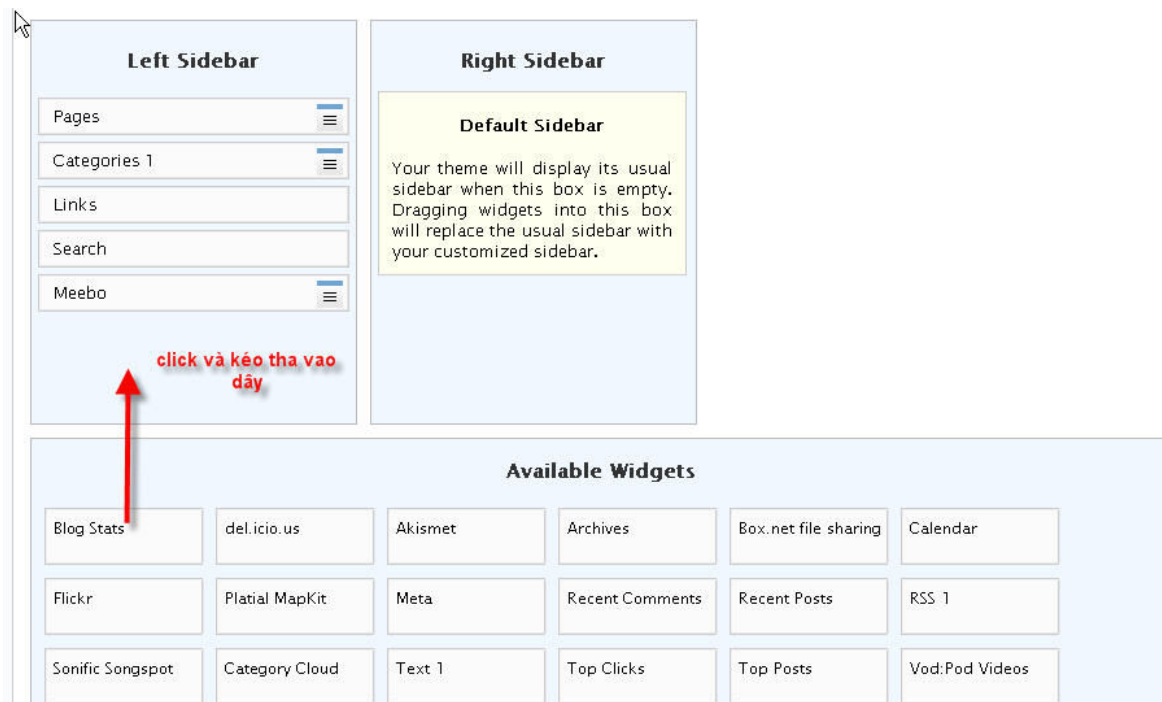 Left Sidebar
Pages
Categories 1
Links
Search
Meebo
click và kéo tha vao
dây
Right Sidebar
Default Sidebar
Your theme will display its usual
sidebar when this box is empty.
Dragging widgets into this box
will replace the usual sidebar with
your customized sidebar.
Available Widgets
Blog Stats del.icio.us Akismet Archives Box.net file sharing Calendar
Flickr Platial MapKit Meta Recent Comments Recent Posts RSS 1
Sonific Songspot Category Cloud Text 1 Top Clicks Top Posts Vod:Pod Videos